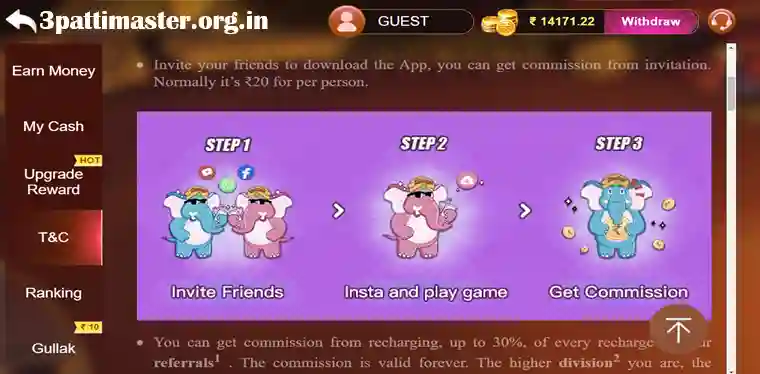 3pattimaster.org.in
GUEST
₹ 14171.22
Withdraw
Earn Money
My Cash
HOT
Upgrade
Reward
T&C
Ranking
₹ 10
Gullak
• Invite your friends to download the App, you can get commission from invitation.
Normally it's ₹20 for per person.
STEP 1
STEP 2
STEP 3
Invite Friends
Insta and play game
Get Commission
• You can get commission from recharging, up to 30%, of every recharge
referrals¹ . The commission is valid forever. The higher division² you are, the